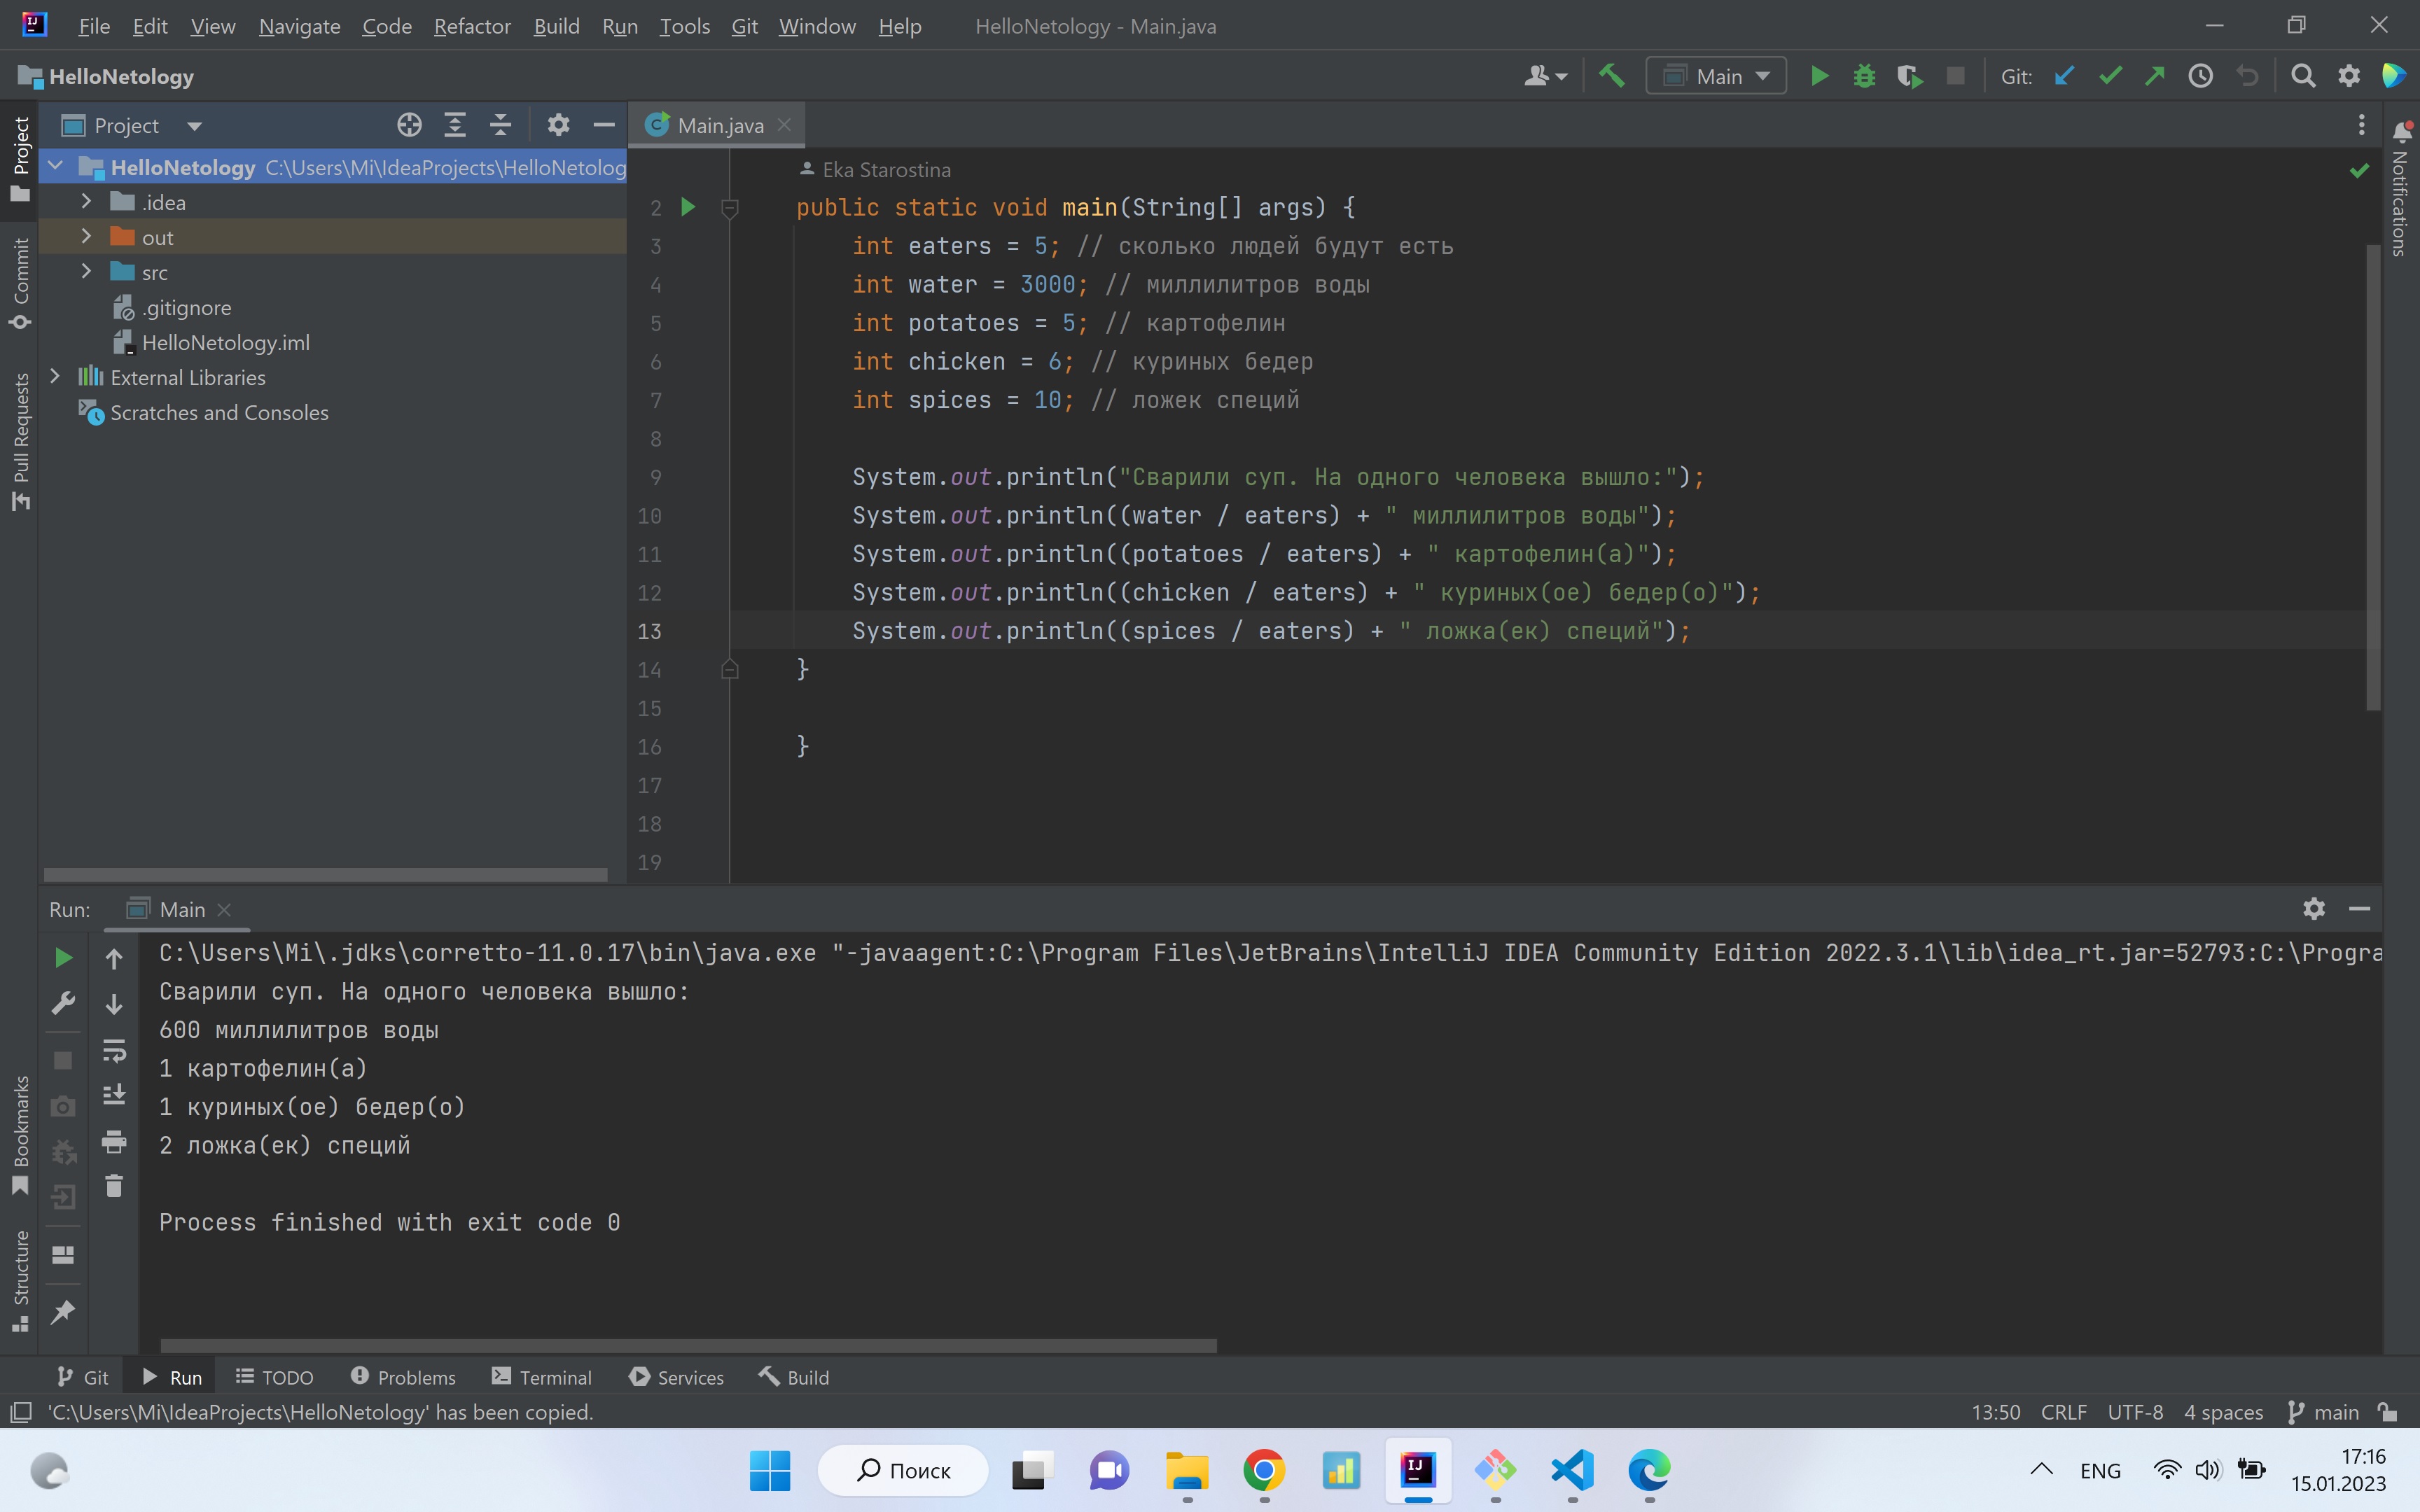 File Edit View Navigate Code Refactor Build Run Tools Git Window Help HelloNetology - Main.java
HelloNetology Main Git:
Project Main.java
HelloNetology C:\Users\Mi\IdeaProjects\HelloNetolog
.idea
out
src
.gitignore
HelloNetology.iml
External Libraries
Scratches and Consoles
Project
Commit
Pull Requests
Bookmarks
Structure
Notifications
Eka Starostina
2 public static void main(String[] args) {
3 int eaters = 5; // сколько людей будут есть
4 int water = 3000; // миллилитров воды
5 int potatoes = 5; // картофелин
6 int chicken = 6; // куриных бедер
7 int spices = 10; // ложек специй
8
9 System.out.println("Сварили суп. На одного человека вышло:");
10 System.out.println((water / eaters) + " миллилитров воды");
11 System.out.println((potatoes / eaters) + " картофелин(а)");
12 System.out.println((chicken / eaters) + " куриных(ое) бедер(о)");
13 System.out.println((spices / eaters) + " ложка(ек) специй");
14 }
15
16 }
17
18
19
Run: Main
C:\Users\Mi\.jdks\corretto-11.0.17\bin\java.exe "-javaagent:C:\Program Files\JetBrains\IntelliJ IDEA Community Edition 2022.3.1\lib\idea_rt.jar=52793:C:\Progra
Сварили суп. На одного человека вышло:
600 миллилитров воды
1 картофелин(а)
1 куриных(ое) бедер(о)
2 ложка(ек) специй
Process finished with exit code 0
Git Run TODO Problems Terminal Services Build
'C:\Users\Mi\IdeaProjects\HelloNetology' has been copied. 13:50 CRLF UTF-8 4 spaces main
Поиск IJ ENG 17:16
15.01.2023